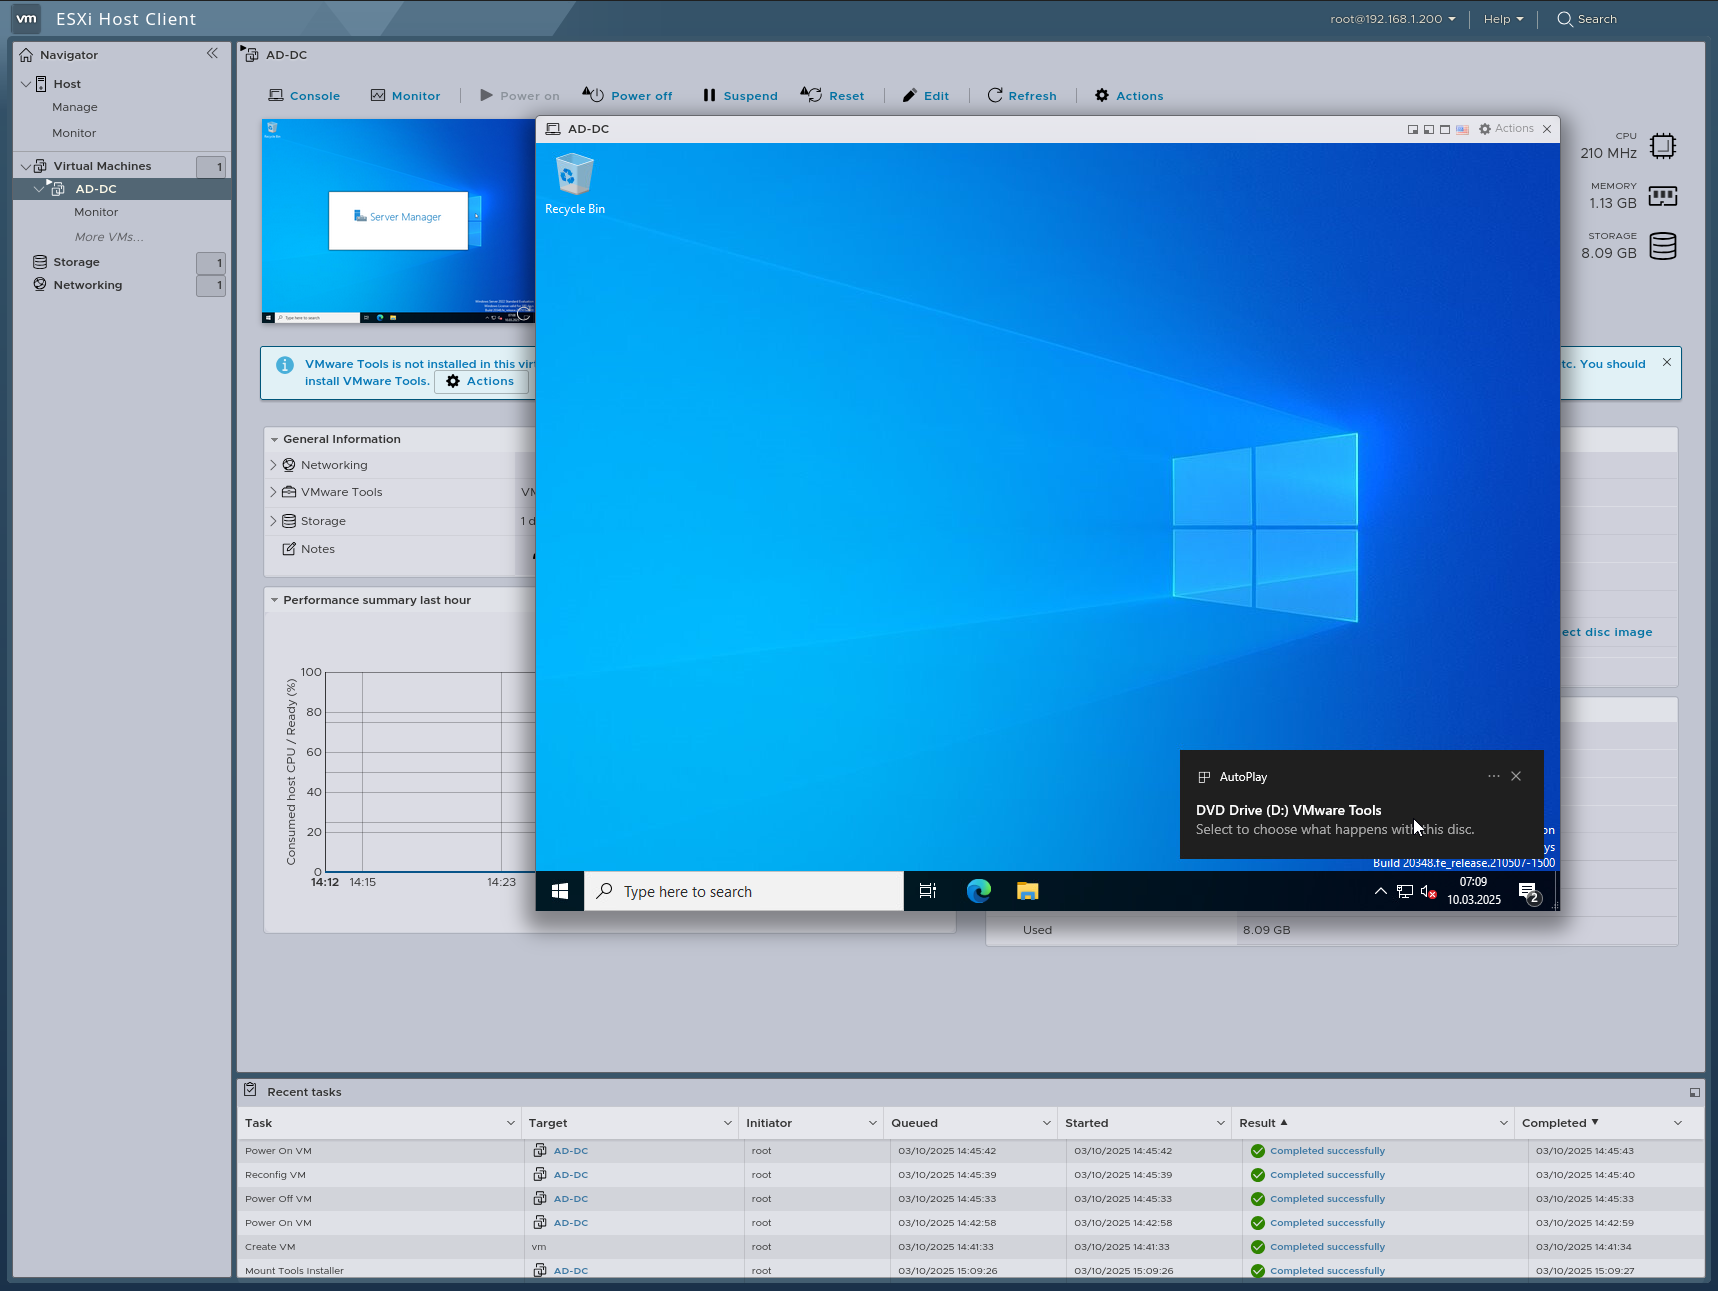 vm ESXi Host Client
root@192.168.1.200 Help Search
Navigator
Host
Manage
Monitor
Virtual Machines 1
AD-DC
Monitor
More VMs...
Storage 1
Networking 1
AD-DC
Console Monitor Power on Power off Suspend Reset Edit Refresh Actions
Server Manager
CPU
210 MHz
MEMORY
1.13 GB
STORAGE
8.09 GB
VMware Tools is not installed in this
install VMware Tools. Actions
tc. You should
General Information
Networking
VMware Tools
Storage
Notes
Performance summary last hour
Consumed host CPU / Ready (%)
100
80
60
40
20
0
14:12 14:15 14:23
ect disc image
Used 8.09 GB
AD-DC Actions
Recycle Bin
AutoPlay
DVD Drive (D:) VMware Tools
Select to choose what happens with this disc.
on
ys
Build 20348.fe_release.210507-1500
Type here to search
07:09
10.03.2025
2
Recent tasks
Task Target Initiator Queued Started Result Completed
Power On VM AD-DC root 03/10/2025 14:45:42 03/10/2025 14:45:42 Completed successfully 03/10/2025 14:45:43
Reconfig VM AD-DC root 03/10/2025 14:45:39 03/10/2025 14:45:39 Completed successfully 03/10/2025 14:45:40
Power Off VM AD-DC root 03/10/2025 14:45:33 03/10/2025 14:45:33 Completed successfully 03/10/2025 14:45:33
Power On VM AD-DC root 03/10/2025 14:42:58 03/10/2025 14:42:58 Completed successfully 03/10/2025 14:42:59
Create VM vm root 03/10/2025 14:41:33 03/10/2025 14:41:33 Completed successfully 03/10/2025 14:41:34
Mount Tools Installer AD-DC root 03/10/2025 15:09:26 03/10/2025 15:09:26 Completed successfully 03/10/2025 15:09:27